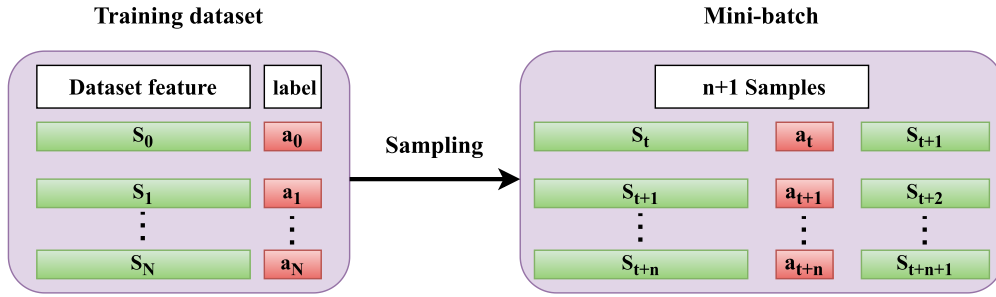 Training dataset
Mini-batch
Dataset feature label
n+1 Samples
S0 a0
St at St+1
Sampling
S1 a1
St+1 at+1 St+2
SN aN
St+n at+n St+n+1